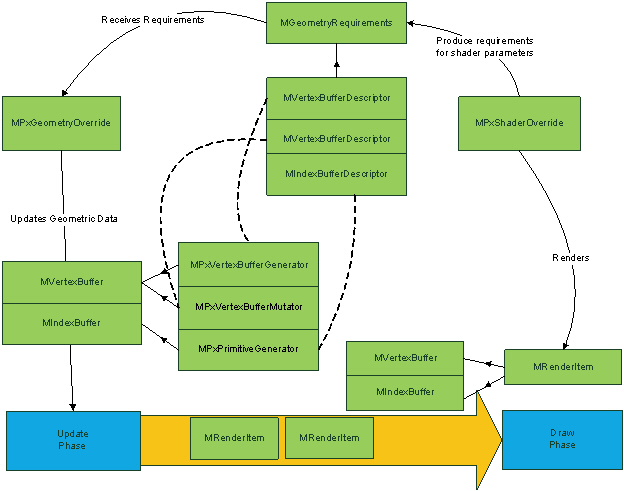 Receives Requirements
MGeometryRequirements
Produce requirements
for shader parameters
MVertexBufferDescriptor
MPxGeometryOverride
MPxShaderOverride
MVertexBufferDescriptor
MIndexBufferDescriptor
Updates Geometric Data
MPxVertexBufferGenerator
Renders
MVertexBuffer
MPxVertexBufferMutator
MIndexBuffer
MPxPrimitiveGenerator
MVertexBuffer
MRenderItem
MIndexBuffer
Update
Phase
MRenderItem
MRenderItem
Draw
Phase